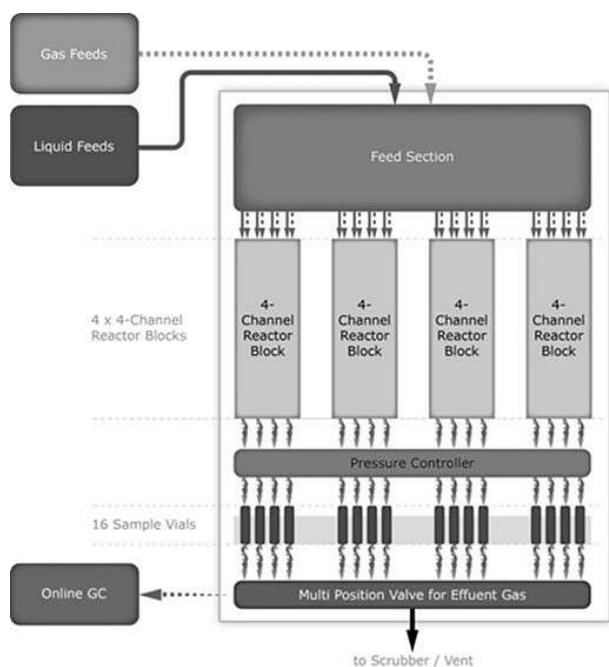 Gas Feeds
Liquid Feeds
Feed Section
4 x 4-Channel
Reactor Blocks
4-
Channel
Reactor
Block
4-
Channel
Reactor
Block
4-
Channel
Reactor
Block
4-
Channel
Reactor
Block
Pressure Controller
16 Sample Vials
Online GC
Multi Position Valve for Effuent Gas
to Scrubber / Vent